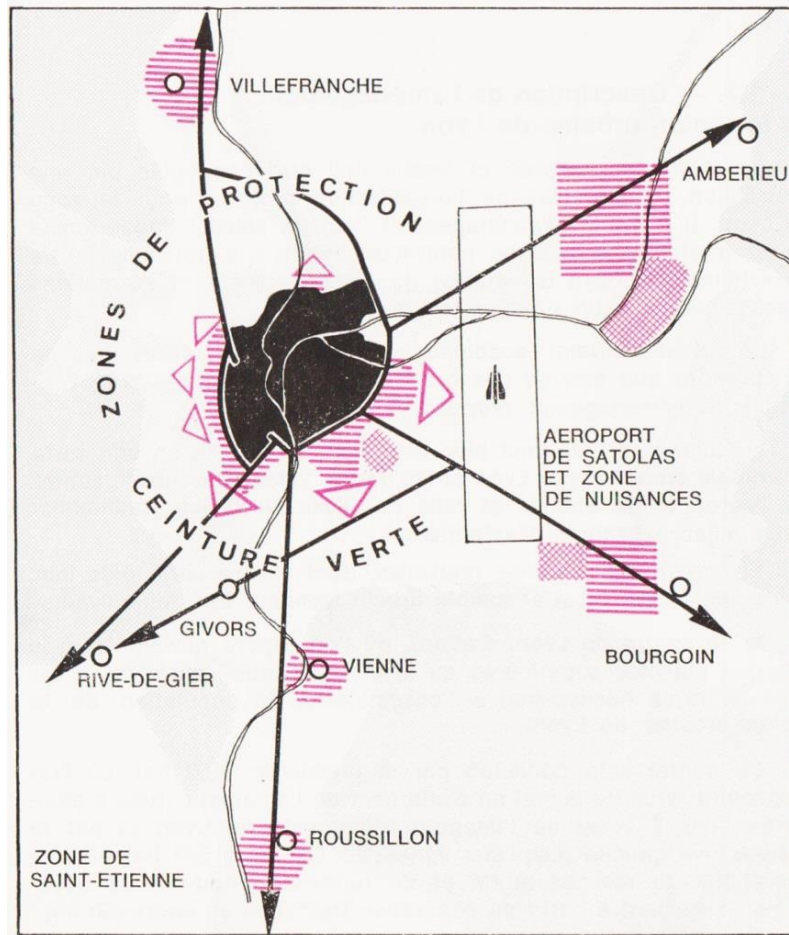 VILLEFRANCHE
AMBERIEU
ZONES DE PROTECTION
AEROPORT
DE SATOLAS
ET ZONE
DE NUISANCES
CEINTURE VERTE
GIVORS
RIVE-DE-GIER
VIENNE
BOURGOIN
ROUSSILLON
ZONE DE
SAINT-ETIENNE